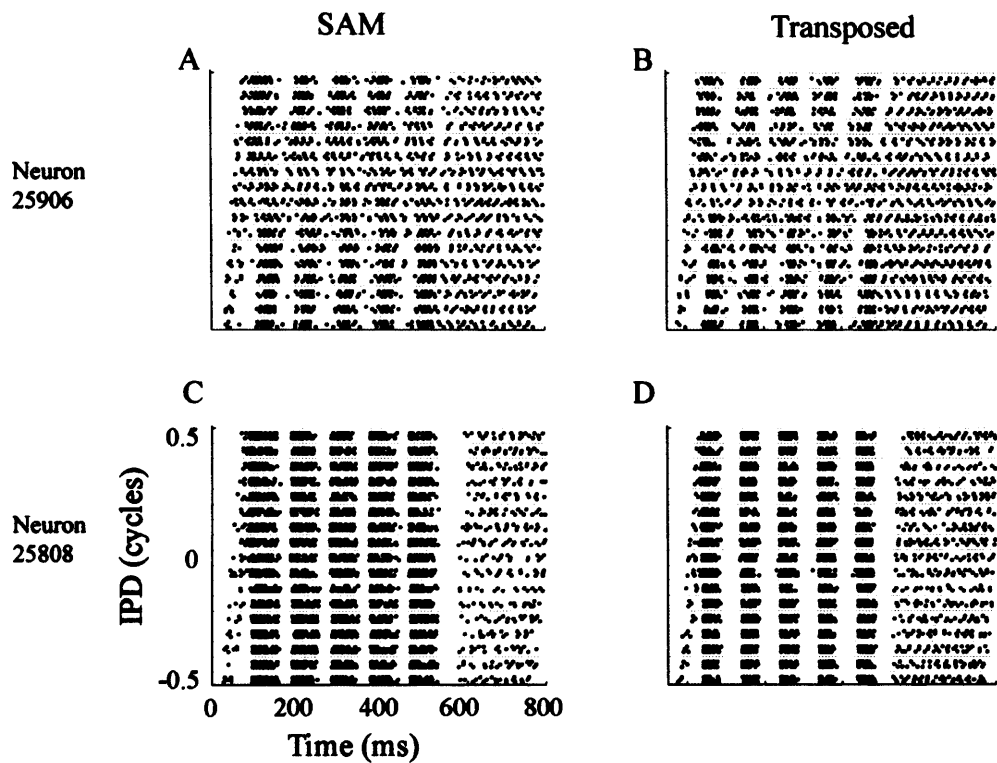 SAM
Transposed
A
B
Neuron
25906
C
D
0.5
0
-0.5
IPD (cycles)
Neuron
25808
0
200
400
600
800
Time (ms)